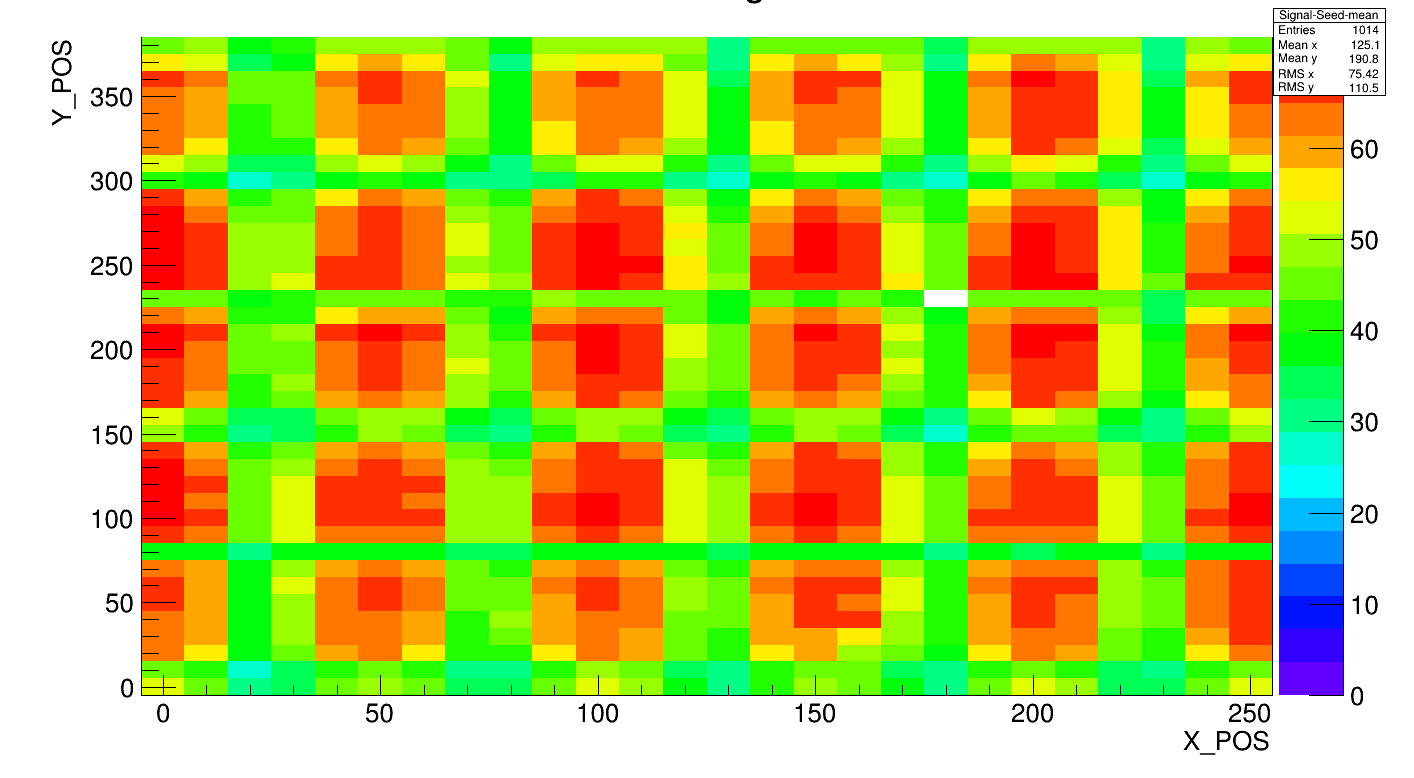 Signal-Seed-mean
Entries 1014
Mean x 125.1
Mean y 190.8
RMS x 75.42
RMS y 110.5
Y_POS
350
300
250
200
150
100
50
0
0 50 100 150 200 250
X_POS
60
50
40
30
20
10
0